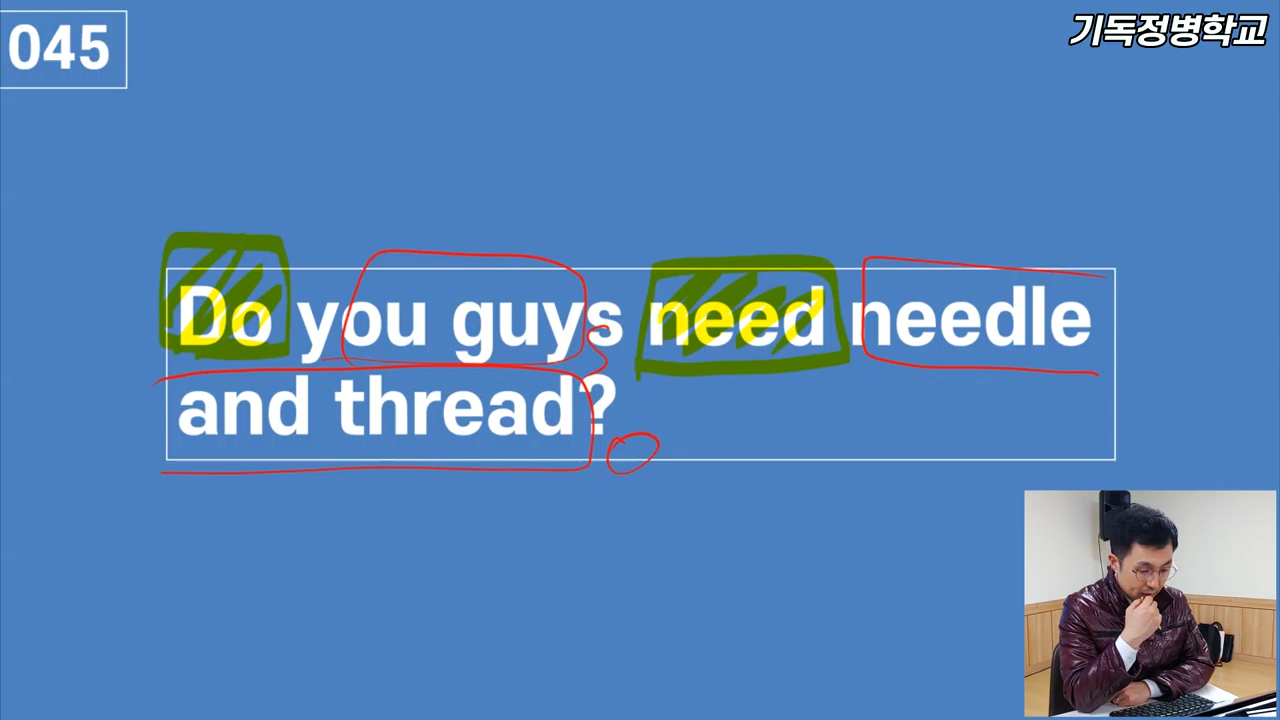 045
기독정병학교
Do you guys need needle
and thread?